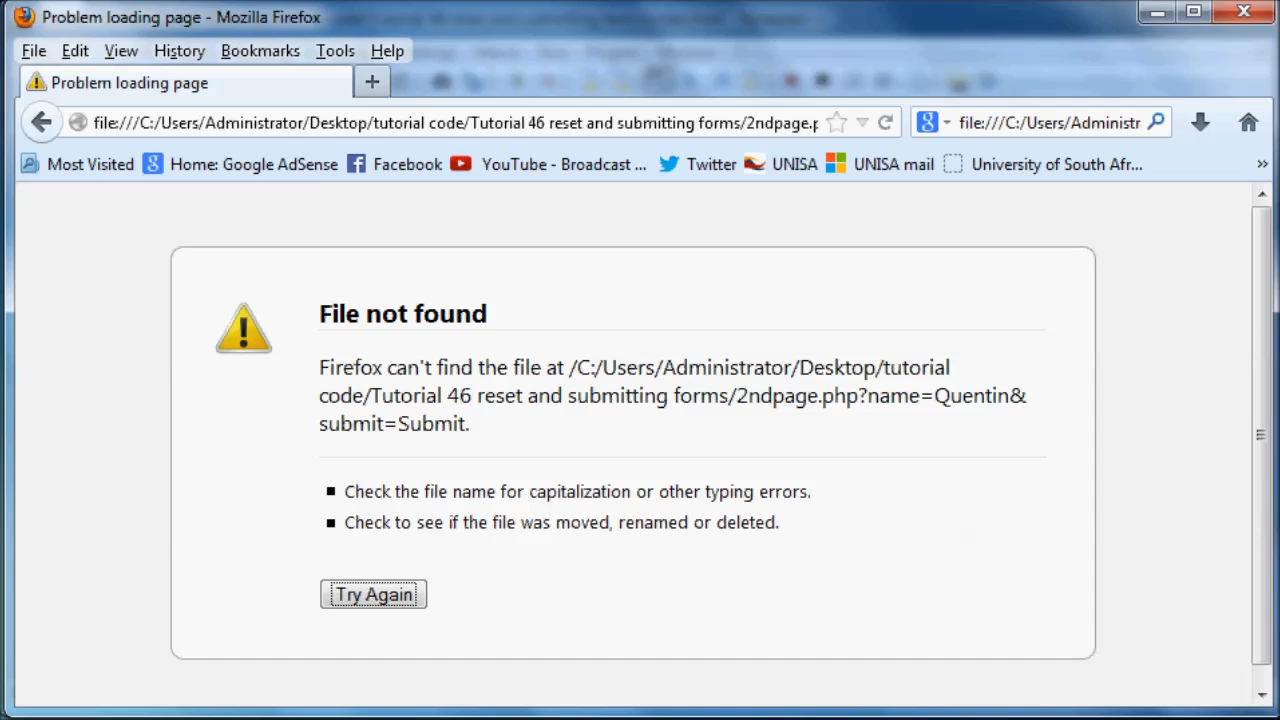 Problem loading page - Mozilla Firefox
File Edit View History Bookmarks Tools Help
Problem loading page
file:///C:/Users/Administrator/Desktop/tutorial code/Tutorial 46 reset and submitting forms/2ndpage.p file:///C:/Users/Administr
Most Visited Home: Google AdSense Facebook YouTube - Broadcast ... Twitter UNISA UNISA mail University of South Afr... »
File not found
Firefox can't find the file at /C:/Users/Administrator/Desktop/tutorial
code/Tutorial 46 reset and submitting forms/2ndpage.php?name=Quentin&
submit=Submit.
Check the file name for capitalization or other typing errors.
Check to see if the file was moved, renamed or deleted.
Try Again